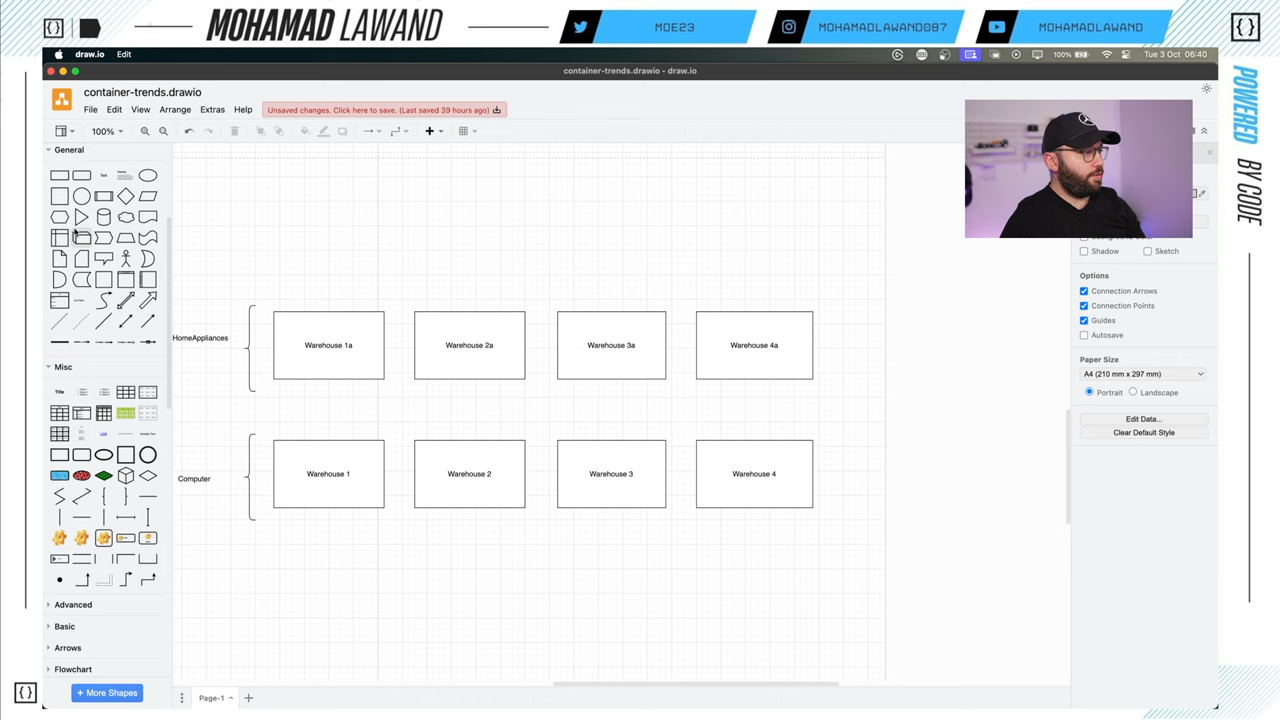 MOHAMAD LAWAND
MOE23
MOHAMADLAWAND087
MOHAMADLAWAND
POWERED BY CODE
draw.io Edit
100% Tue 3 Oct 06:40
container-trends.drawio - draw.io
container-trends.drawio
File Edit View Arrange Extras Help
Unsaved changes. Click here to save. (Last saved 39 hours ago)
100%
General
Text
Shadow Sketch
Options
Connection Arrows
Connection Points
Guides
Autosave
Paper Size
A4 (210 mm x 297 mm)
Portrait Landscape
Edit Data...
Clear Default Style
HomeAppliances
Warehouse 1a
Warehouse 2a
Warehouse 3a
Warehouse 4a
Computer
Warehouse 1
Warehouse 2
Warehouse 3
Warehouse 4
Misc
Title
Link
Advanced
Basic
Arrows
Flowchart
+ More Shapes
Page-1